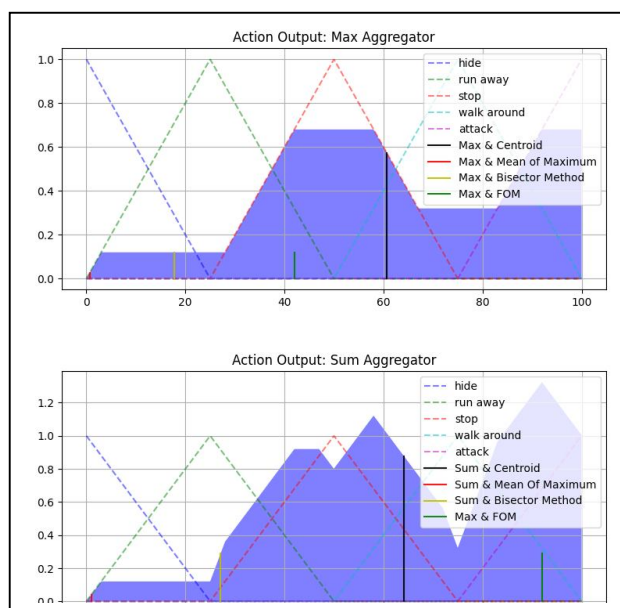 Action Output: Max Aggregator
1.0
0.8
0.6
0.4
0.2
0.0
hide
run away
stop
walk around
attack
Max & Centroid
Max & Mean of Maximum
Max & Bisector Method
Max & FOM
0 20 40 60 80 100
Action Output: Sum Aggregator
1.2
1.0
0.8
0.6
0.4
0.2
0.0
hide
run away
stop
walk around
attack
Sum & Centroid
Sum & Mean Of Maximum
Sum & Bisector Method
Max & FOM